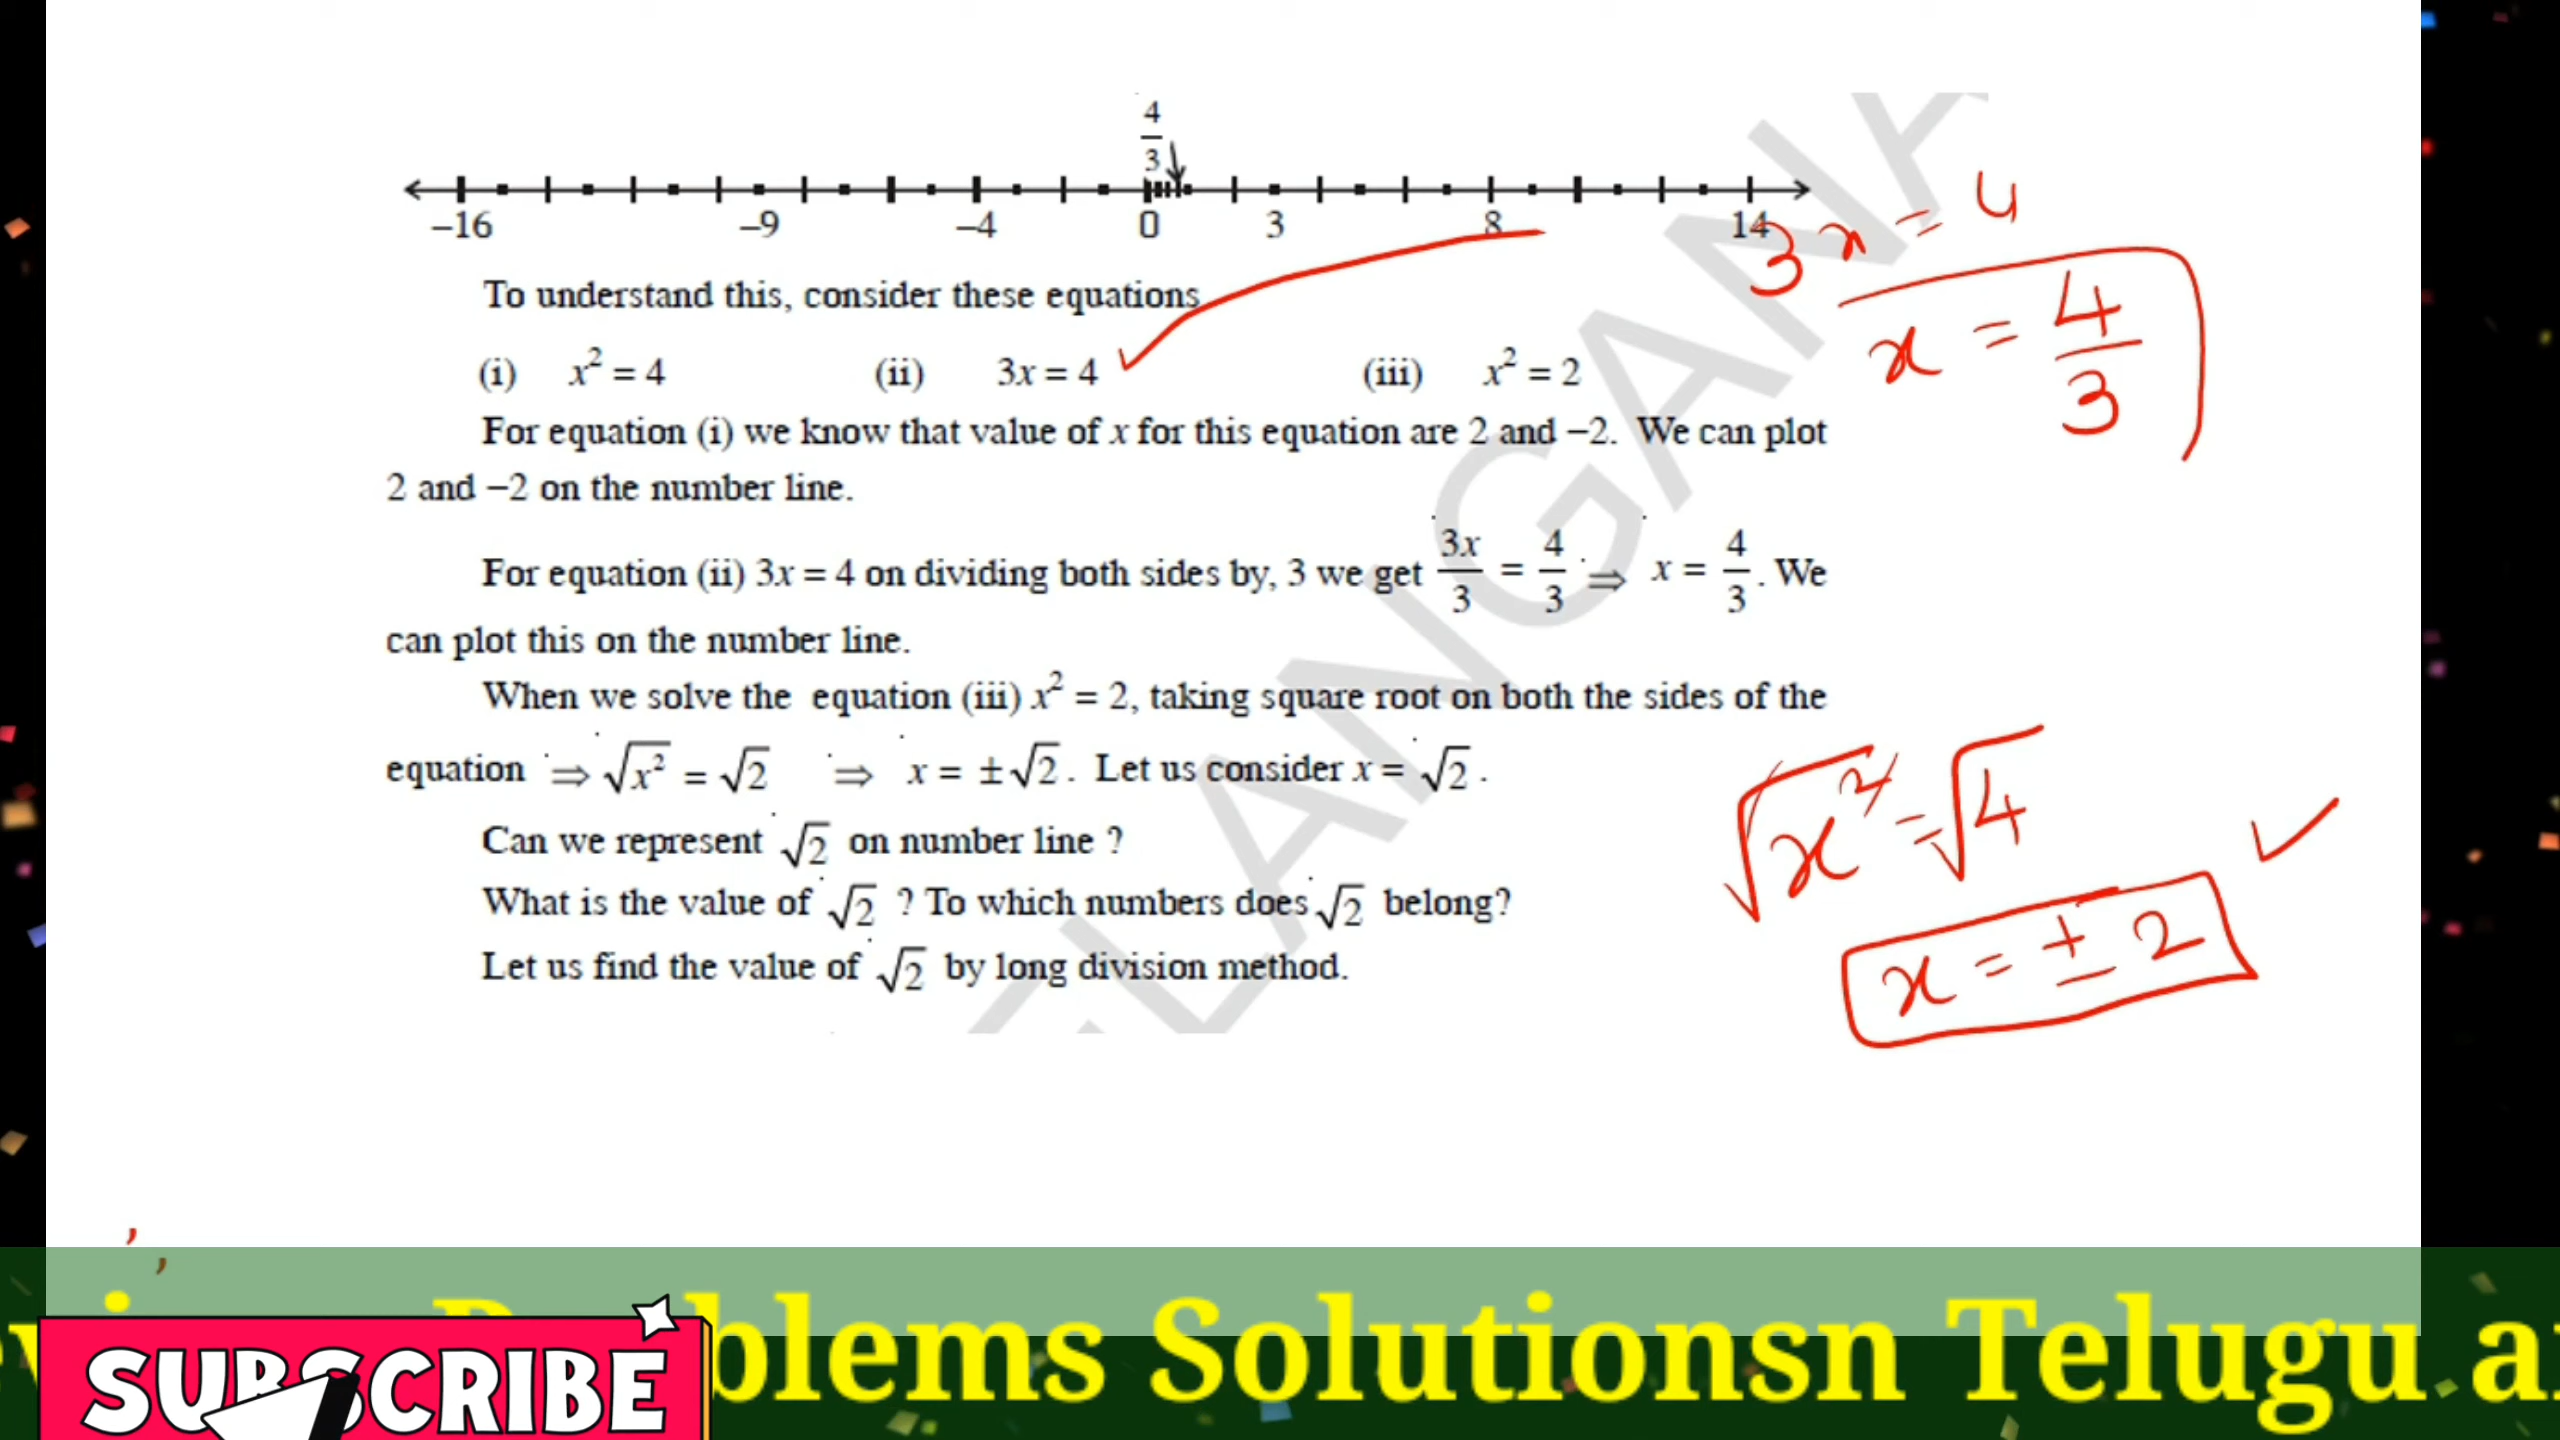 4/3
–16 –9 –4 0 3 8 14
3x = 4
To understand this, consider these equations
x = 4/3
(i) x² = 4 (ii) 3x = 4 (iii) x² = 2
For equation (i) we know that value of x for this equation are 2 and –2. We can plot
2 and –2 on the number line.
For equation (ii) 3x = 4 on dividing both sides by, 3 we get 3x/3 = 4/3 ⇒ x = 4/3. We
can plot this on the number line.
When we solve the equation (iii) x² = 2, taking square root on both the sides of the
equation ⇒ √x² = √2 ⇒ x = ±√2. Let us consider x = √2.
Can we represent √2 on number line ?
What is the value of √2 ? To which numbers does √2 belong?
Let us find the value of √2 by long division method.
√x² = √4
x = ± 2
LANGANA
blems Solutionsn Telugu a
SUBSCRIBE